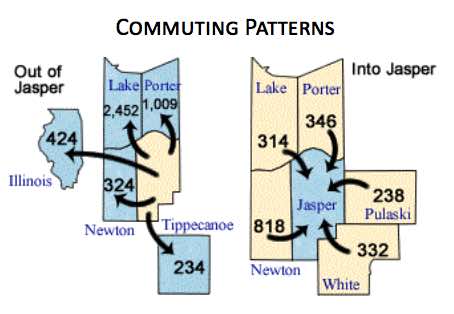 COMMUTING PATTERNS
Out of
Jasper
Lake Porter
2,452 1,009
424
Illinois
324
Newton
Tippecanoe
234
Into Jasper
Lake Porter
314
346
Jasper
238
Pulaski
818
Newton
332
White